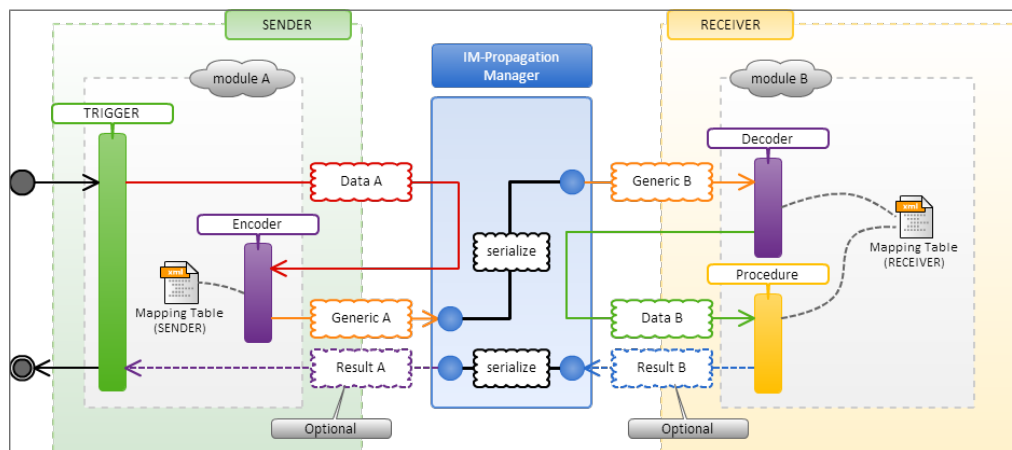 SENDER
RECEIVER
IM-Propagation
Manager
module A
module B
TRIGGER
Decoder
Data A
Generic B
xml
Mapping Table
(RECEIVER)
Encoder
serialize
xml
Mapping Table
(SENDER)
Procedure
Generic A
Data B
Result A
serialize
Result B
Optional
Optional